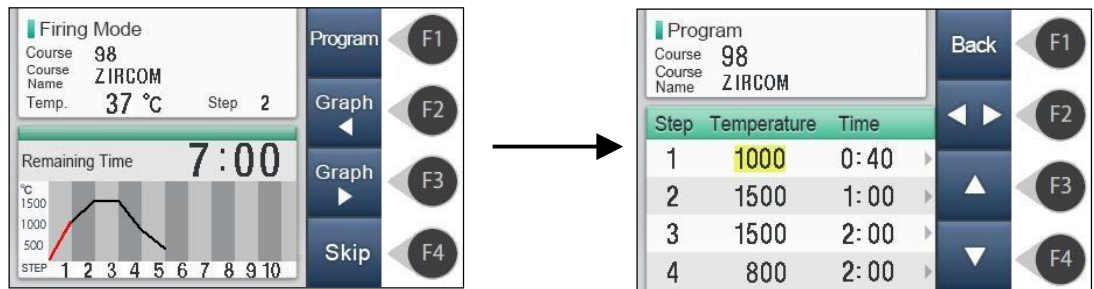 Firing Mode
Course 98
Course Name ZIRCOM
Temp. 37 °C Step 2
Remaining Time 7:00
°C
1500
1000
500
STEP 1 2 3 4 5 6 7 8 9 10
Program F1
Graph F2
Graph F3
Skip F4
Program
Course 98
Course Name ZIRCOM
Step Temperature Time
1 1000 0:40
2 1500 1:00
3 1500 2:00
4 800 2:00
Back F1
F2
F3
F4